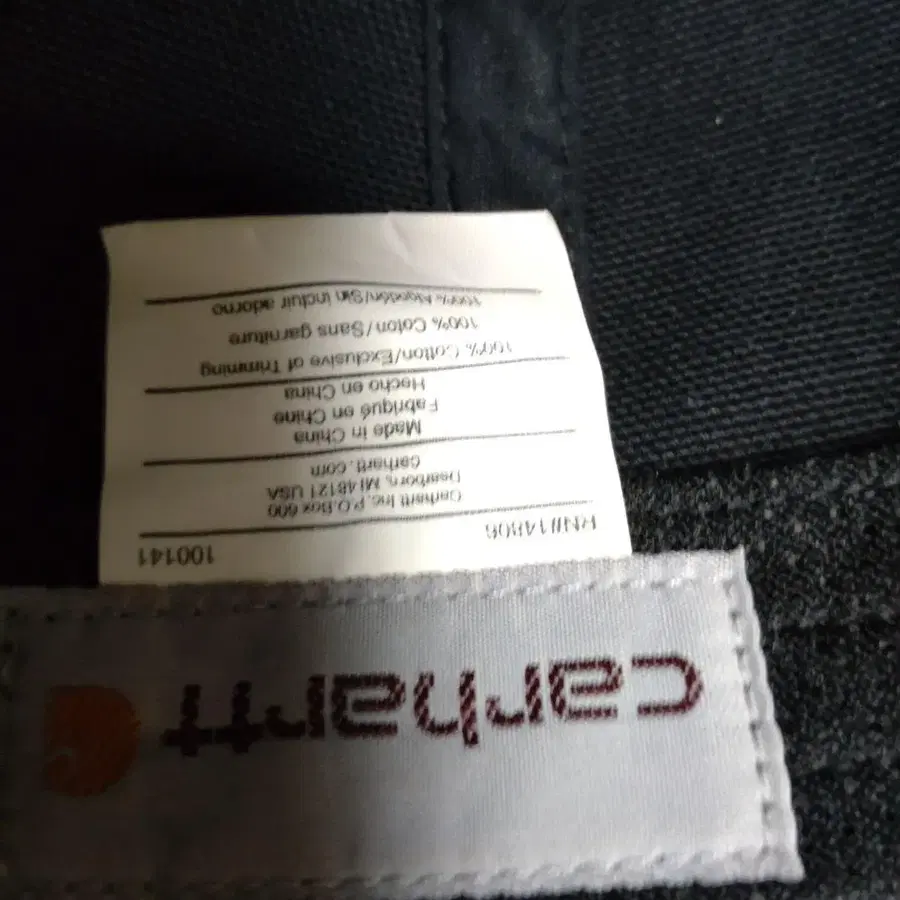 carhartt
RN#14806 100141
Carhartt Inc. P.O.Box 600
Dearborn, MI 48121 USA
Carhartt.com
Made in China
Fabriqué en Chine
Hecho en China
100% Cotton/Exclusive of Trimming
100% Coton/Sans garniture
100% Algodón/Sin incluir adorno